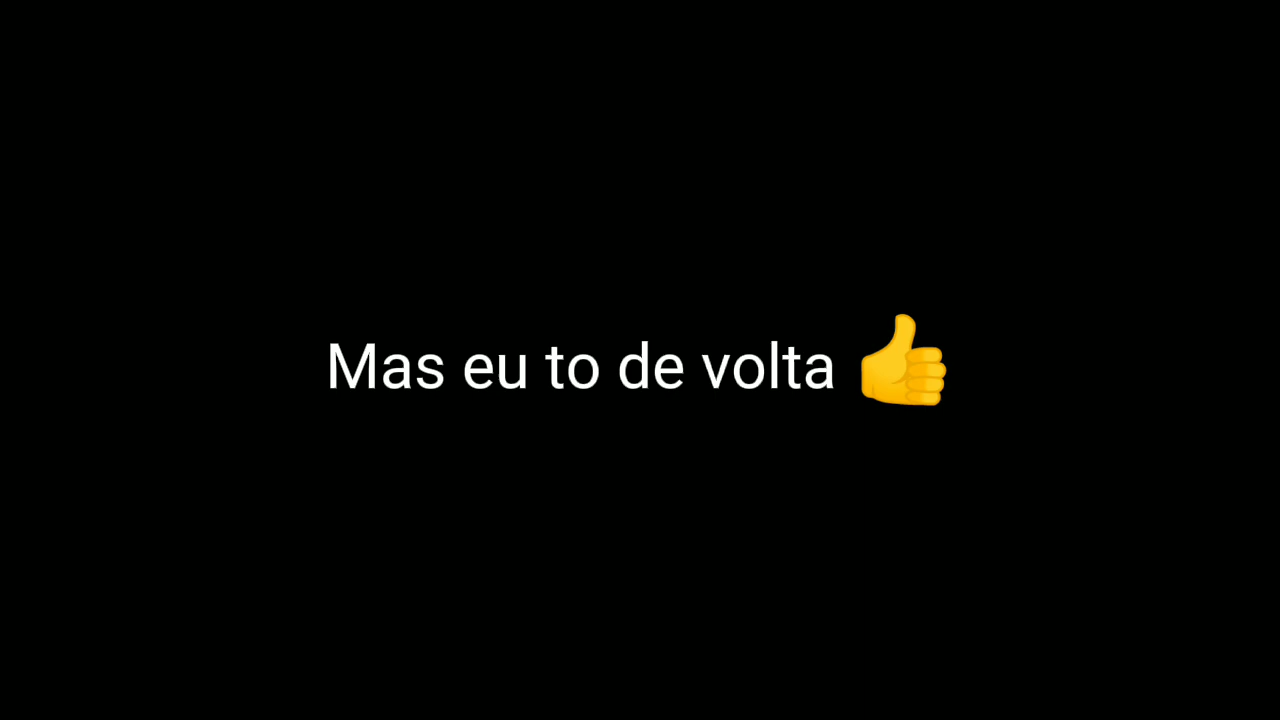 Mas eu to de volta 👍